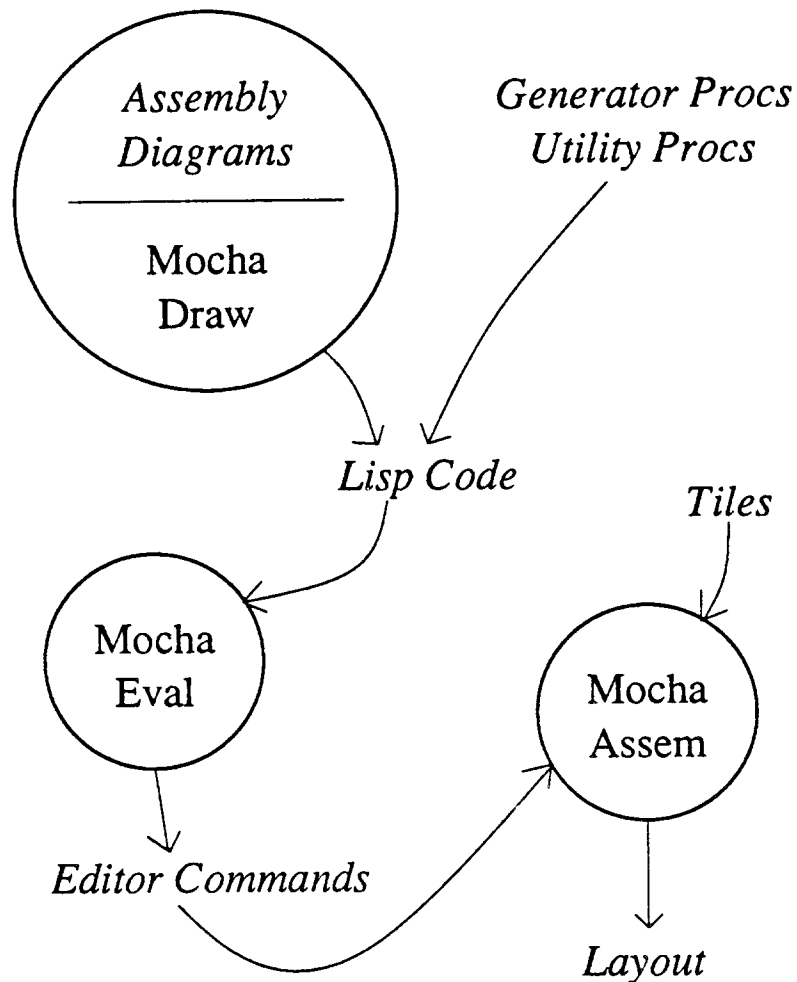 Assembly
Diagrams
Mocha
Draw
Generator Procs
Utility Procs
Lisp Code
Tiles
Mocha
Eval
Mocha
Assem
Editor Commands
Layout